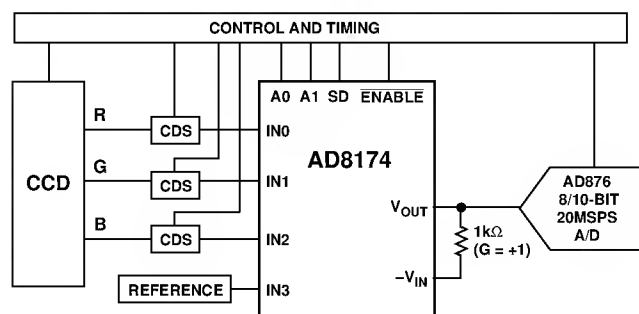 CONTROL AND TIMING
A0 A1 SD ENABLE
R
CDS
IN0
AD8174
CCD
G
CDS
IN1
B
CDS
IN2
REFERENCE
IN3
VOUT
1kΩ
(G = +1)
–VIN
AD876
8/10-BIT
20MSPS
A/D